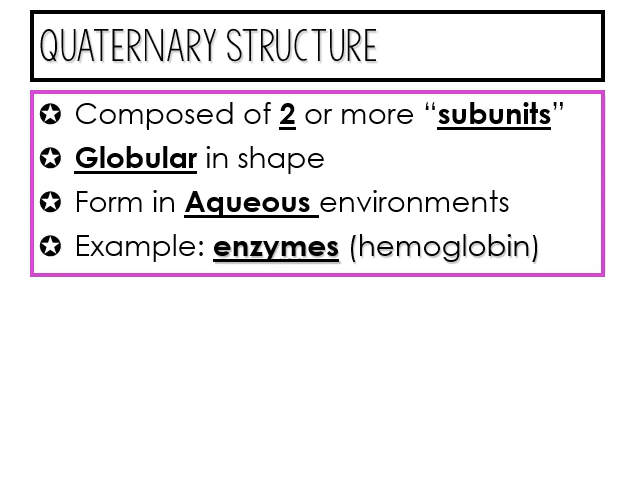 QUATERNARY STRUCTURE
✪ Composed of 2 or more “subunits”
✪ Globular in shape
✪ Form in Aqueous environments
✪ Example: enzymes (hemoglobin)